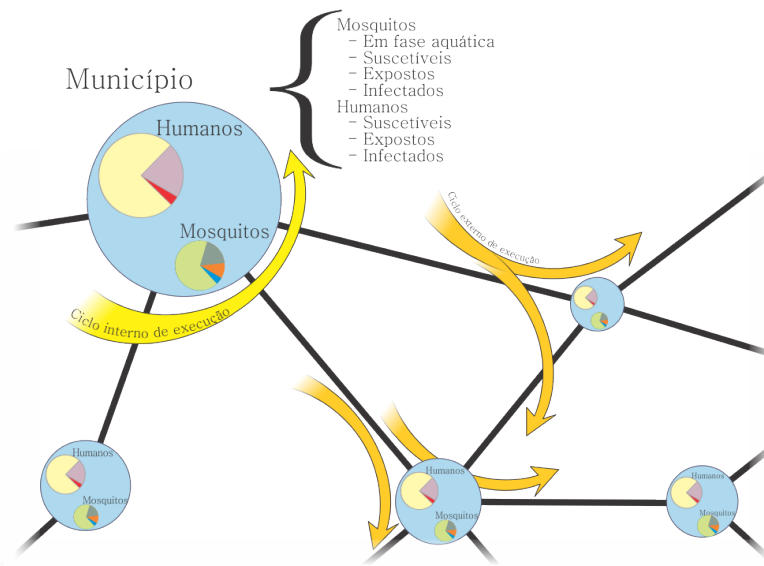 Município
Mosquitos
- Em fase aquática
- Suscetíveis
- Expostos
- Infectados
Humanos
- Suscetíveis
- Expostos
- Infectados
Humanos
Mosquitos
Ciclo interno de execução
Ciclo externo de execução
Humanos
Mosquitos
Humanos
Mosquitos
Humanos
Mosquitos